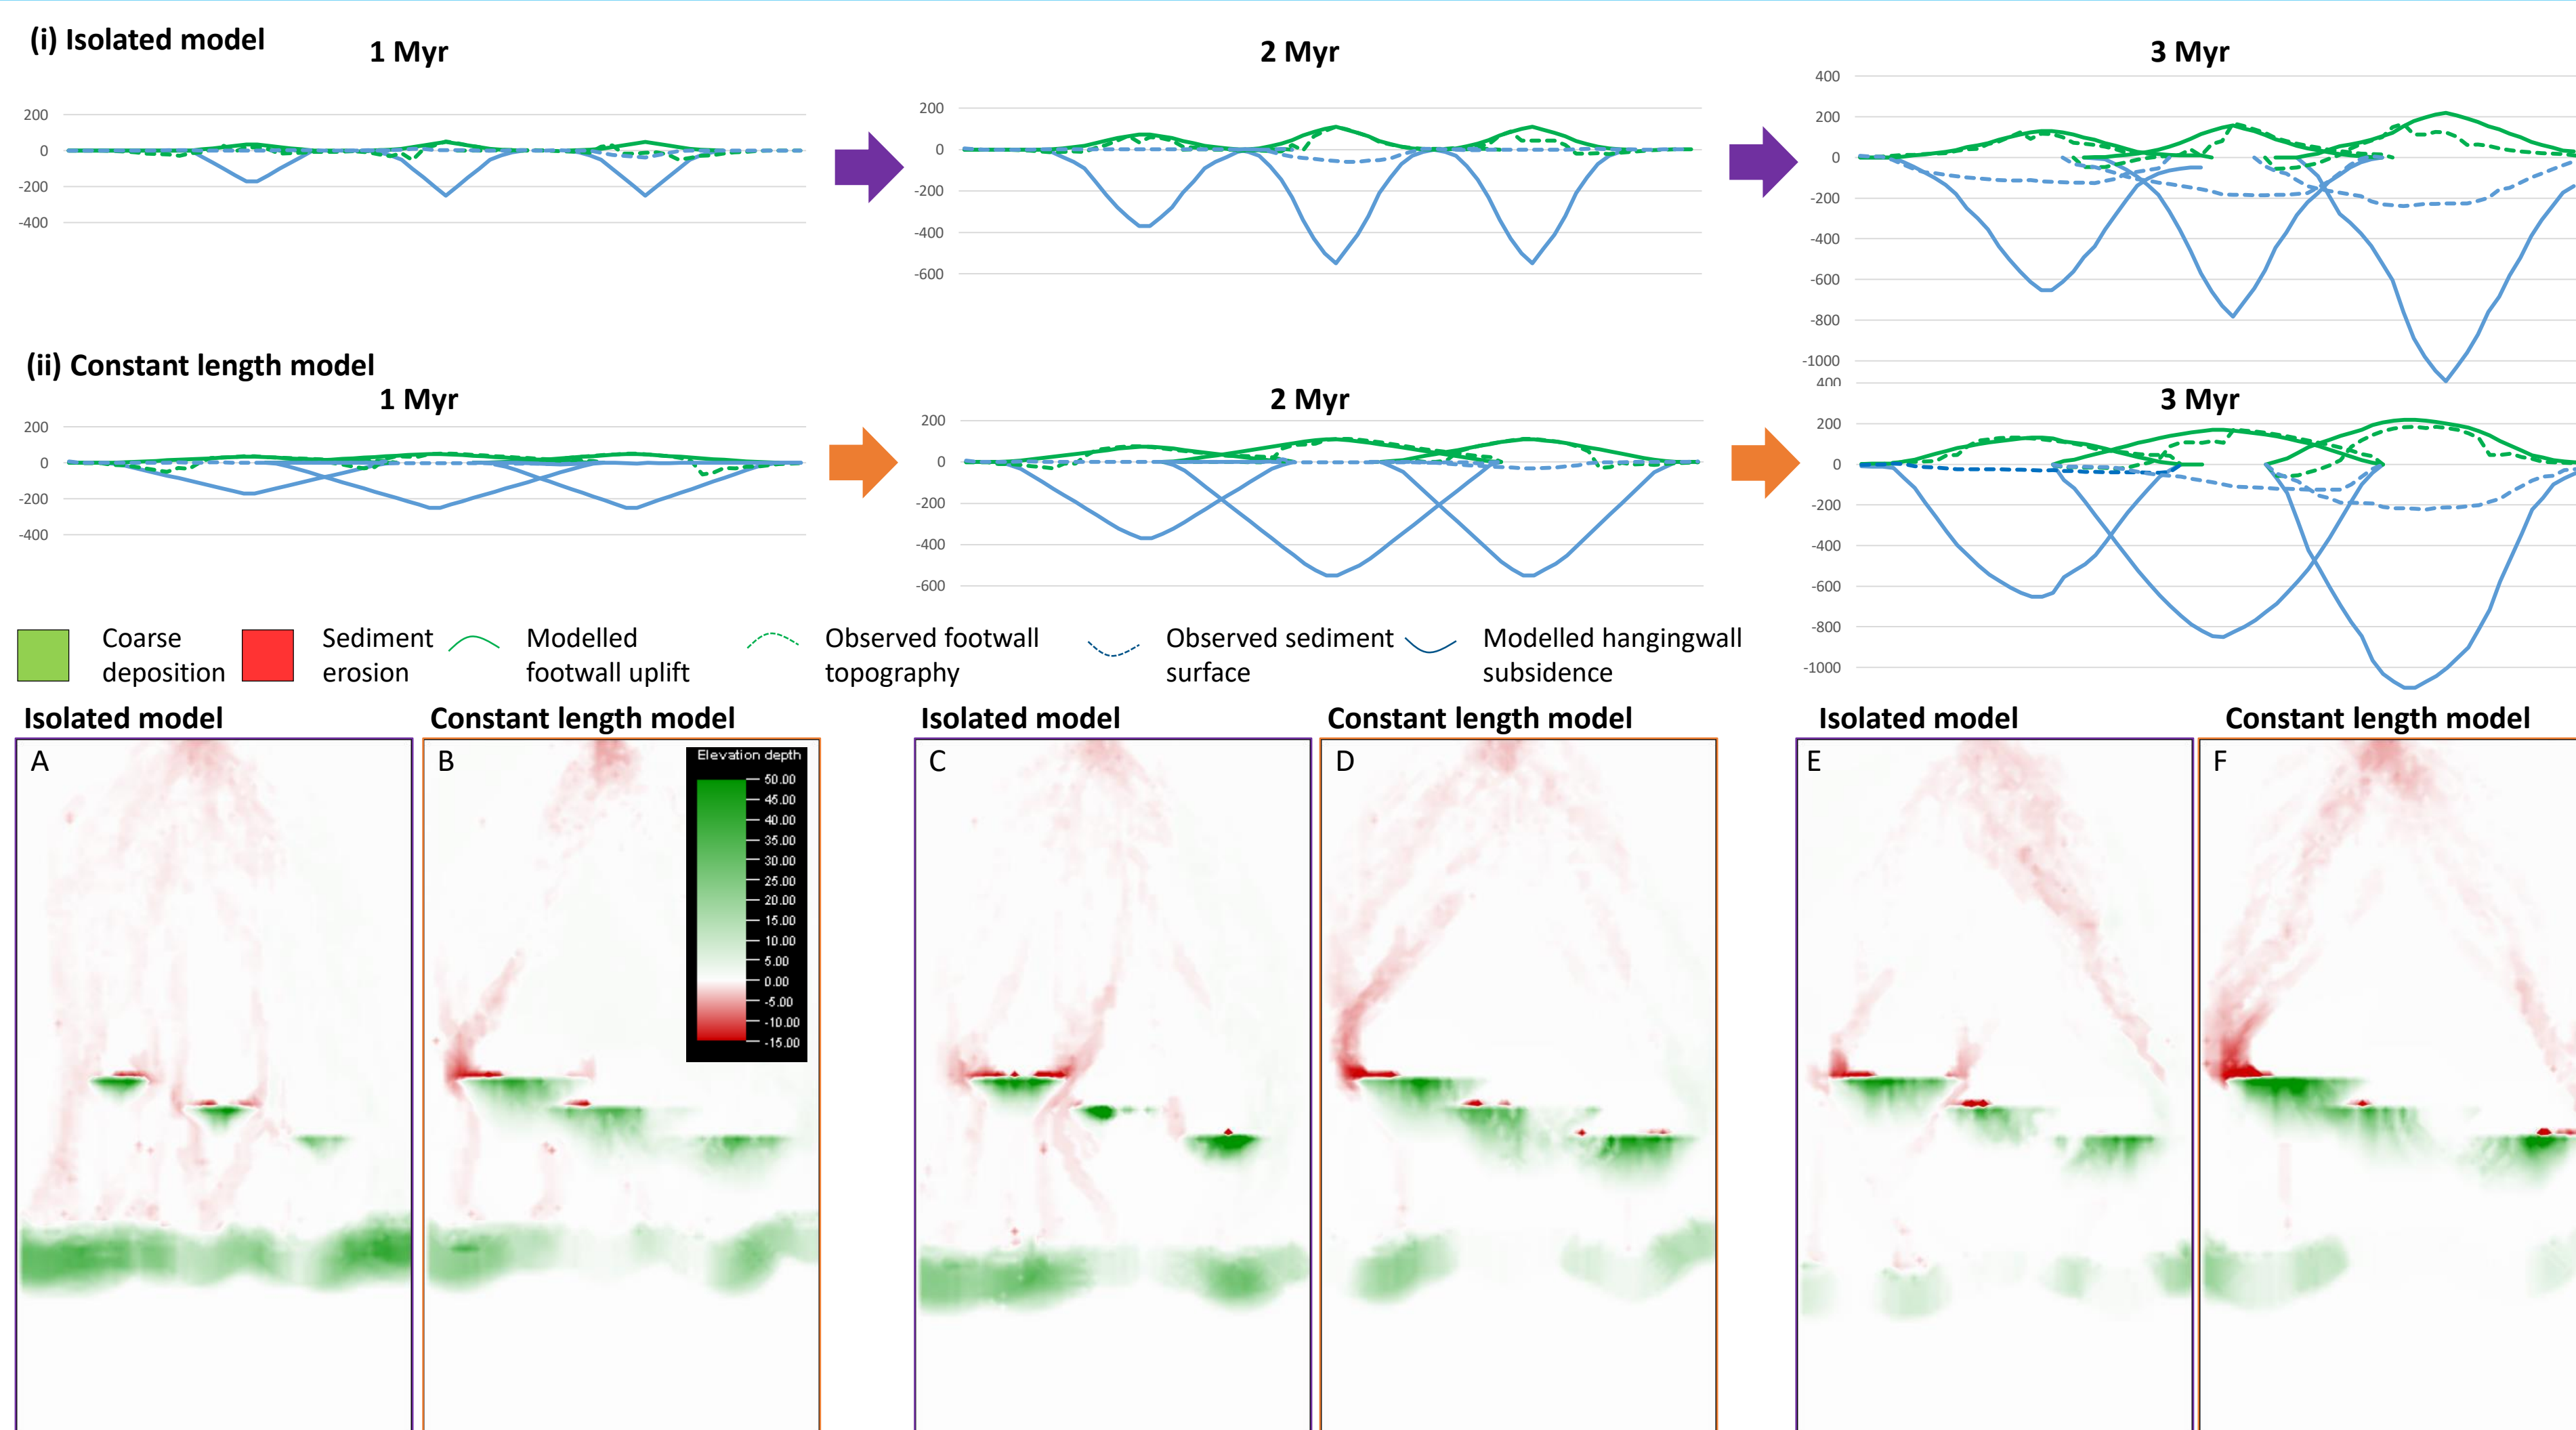 (i) Isolated model
1 Myr
2 Myr
3 Myr
200
0
-200
-400
200
0
-200
-400
-600
400
200
0
-200
-400
-600
-800
-1000
(ii) Constant length model
1 Myr
2 Myr
3 Myr
200
0
-200
-400
200
0
-200
-400
-600
400
200
0
-200
-400
-600
-800
-1000
Coarse
deposition
Sediment
erosion
Modelled
footwall uplift
Observed footwall
topography
Observed sediment
surface
Modelled hangingwall
subsidence
Isolated model
Constant length model
Isolated model
Constant length model
Isolated model
Constant length model
A
B
Elevation depth
50.00
45.00
40.00
35.00
30.00
25.00
20.00
15.00
10.00
5.00
0.00
-5.00
-10.00
-15.00
C
D
E
F